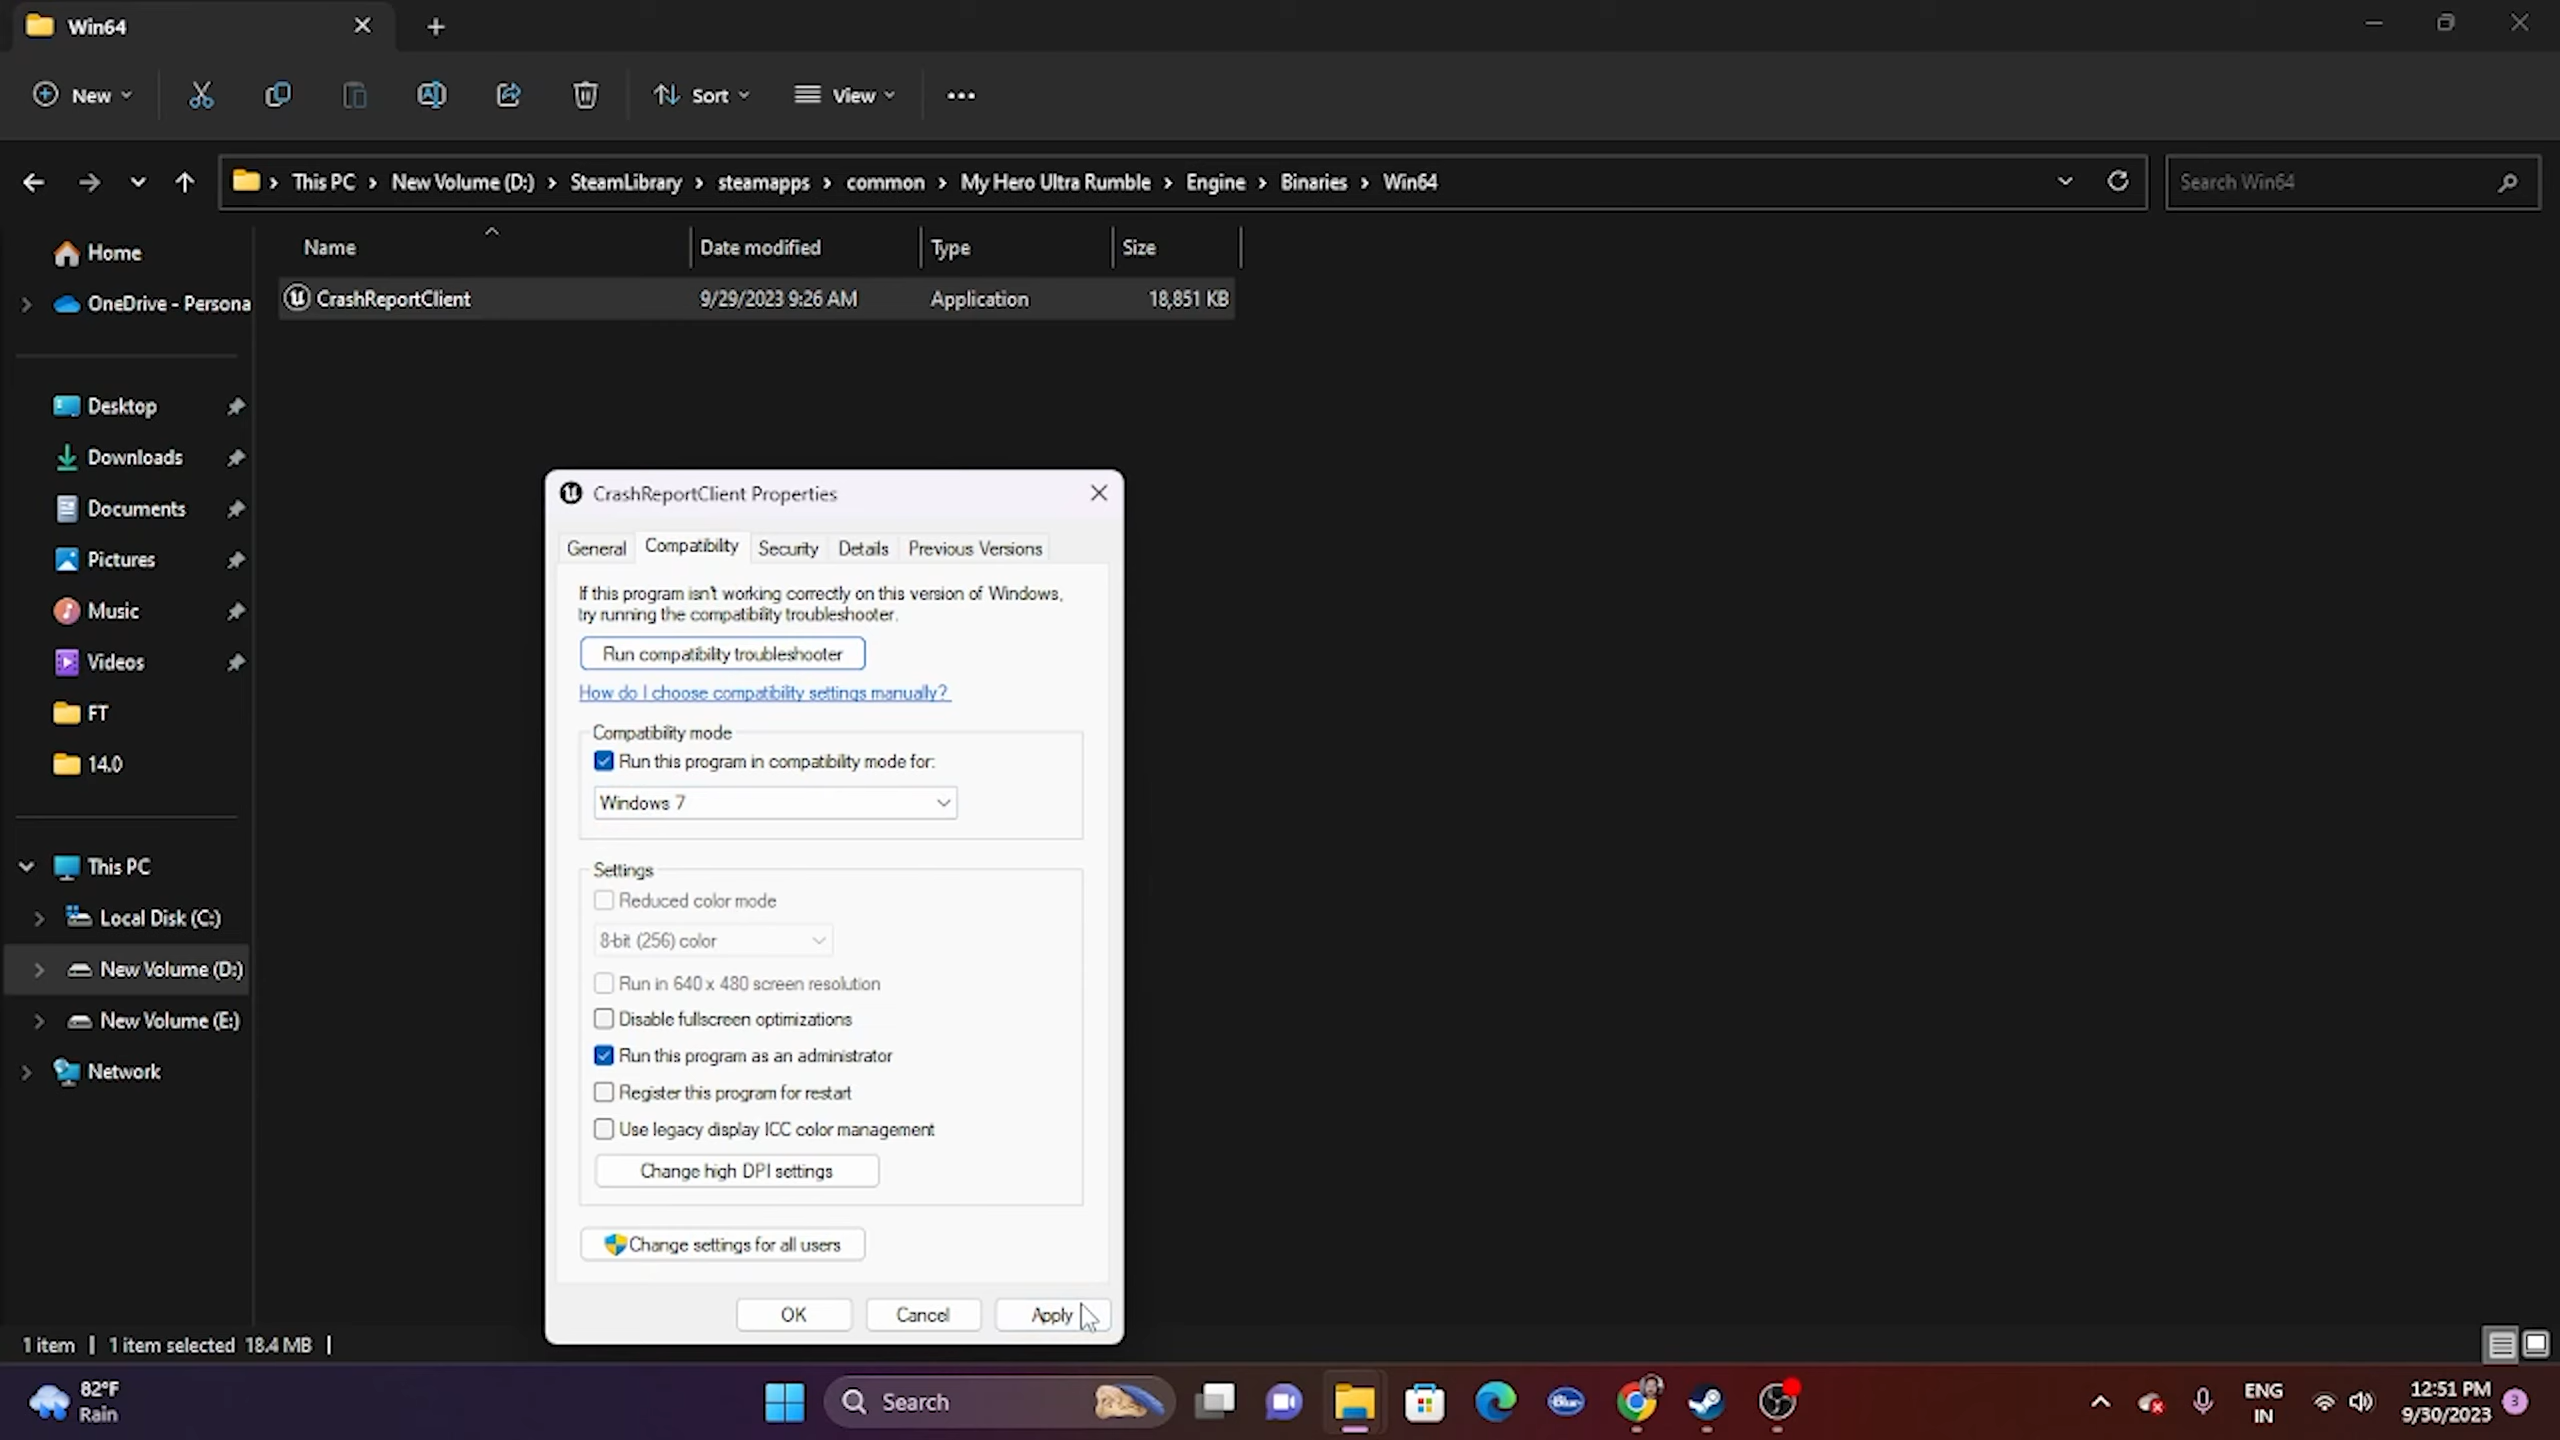 Win64
New
Sort
View
This PC > New Volume (D:) > SteamLibrary > steamapps > common > My Hero Ultra Rumble > Engine > Binaries > Win64
Search Win64
Name
Date modified
Type
Size
CrashReportClient
9/29/2023 9:26 AM
Application
18,851 KB
Home
OneDrive - Persona
Desktop
Downloads
Documents
Pictures
Music
Videos
FT
14.0
This PC
Local Disk (C:)
New Volume (D:)
New Volume (E:)
Network
CrashReportClient Properties
General
Compatibility
Security
Details
Previous Versions
If this program isn't working correctly on this version of Windows,
try running the compatibility troubleshooter.
Run compatibility troubleshooter
How do I choose compatibility settings manually?
Compatibility mode
Run this program in compatibility mode for:
Windows 7
Settings
Reduced color mode
8-bit (256) color
Run in 640 x 480 screen resolution
Disable fullscreen optimizations
Run this program as an administrator
Register this program for restart
Use legacy display ICC color management
Change high DPI settings
Change settings for all users
OK
Cancel
Apply
1 item
1 item selected 18.4 MB
82°F
Rain
Search
Blue
ENG
IN
12:51 PM
9/30/2023
3